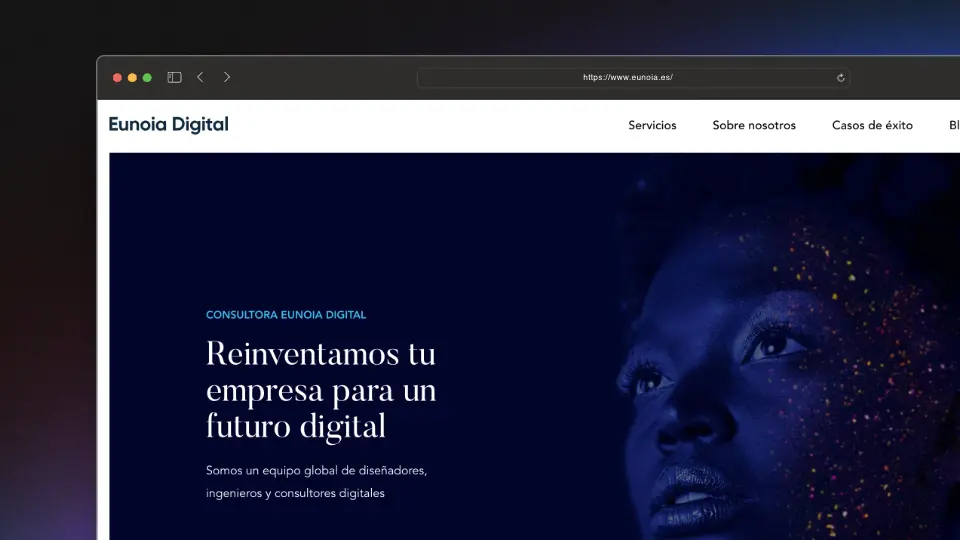 https://www.eunoia.es/
Eunoia Digital
Servicios
Sobre nosotros
Casos de éxito
Bl
CONSULTORA EUNOIA DIGITAL
Reinventamos tu
empresa para un
futuro digital
Somos un equipo global de diseñadores,
ingenieros y consultores digitales